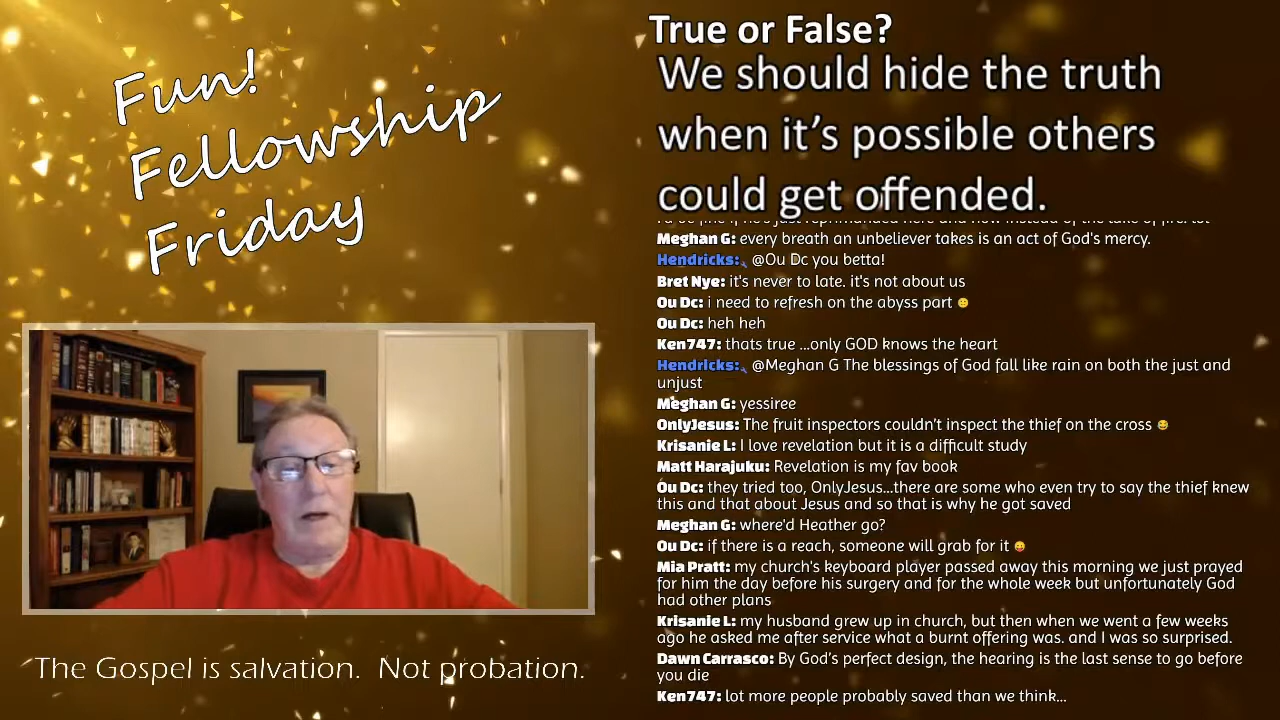 Fun!
Fellowship
Friday
The Gospel is salvation. Not probation.
True or False?
We should hide the truth
when it’s possible others
could get offended.
Meghan G: every breath an unbeliever takes is an act of God's mercy.
Hendricks: @Ou Dc you betta!
Bret Nye: it's never to late. it's not about us
Ou Dc: i need to refresh on the abyss part
Ou Dc: heh heh
Ken747: thats true ...only GOD knows the heart
Hendricks: @Meghan G The blessings of God fall like rain on both the just and
unjust
Meghan G: yessiree
OnlyJesus: The fruit inspectors couldn't inspect the thief on the cross
Krisanie L: I love revelation but it is a difficult study
Matt Harajuku: Revelation is my fav book
Ou Dc: they tried too, OnlyJesus...there are some who even try to say the thief knew
this and that about Jesus and so that is why he got saved
Meghan G: where'd Heather go?
Ou Dc: if there is a reach, someone will grab for it
Mia Pratt: my church's keyboard player passed away this morning we just prayed
for him the day before his surgery and for the whole week but unfortunately God
had other plans
Krisanie L: my husband grew up in church, but then when we went a few weeks
ago he asked me after service what a burnt offering was. and I was so surprised.
Dawn Carrasco: By God’s perfect design, the hearing is the last sense to go before
you die
Ken747: lot more people probably saved than we think...